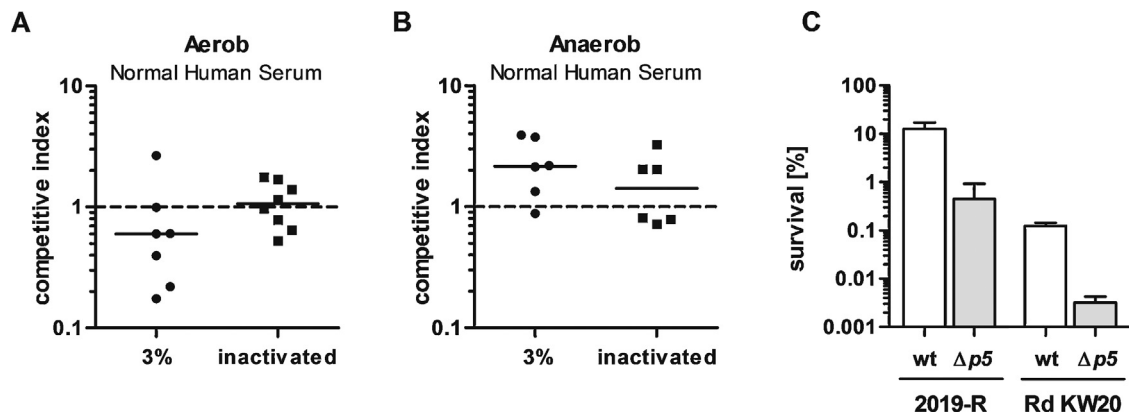 A
Aerob
Normal Human Serum
competitive index
10
1
0.1
3%
inactivated
B
Anaerob
Normal Human Serum
competitive index
10
1
0.1
3%
inactivated
C
survival [%]
100
10
1
0.1
0.01
0.001
wt Δp5 wt Δp5
2019-R Rd KW20